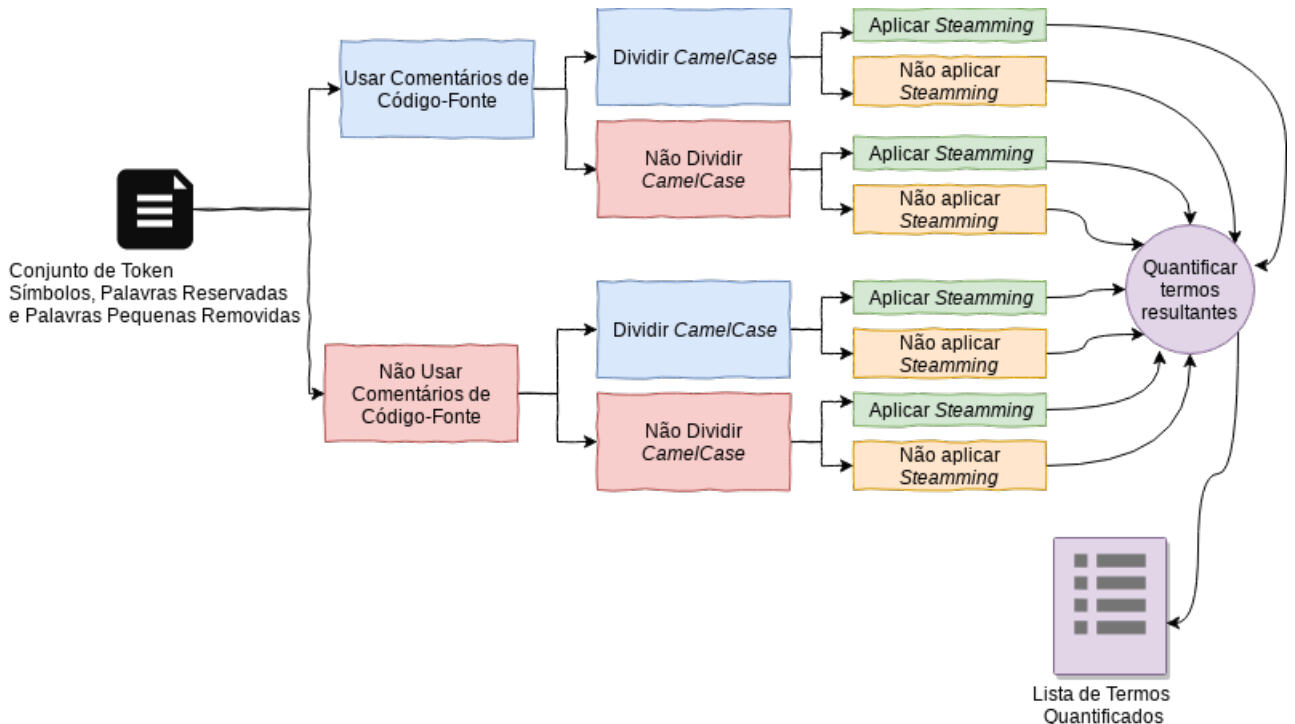 Usar Comentários de
Código-Fonte
Dividir CamelCase
Aplicar Steamming
Não aplicar
Steamming
Não Dividir
CamelCase
Aplicar Steamming
Não aplicar
Steamming
Conjunto de Token
Símbolos, Palavras Reservadas
e Palavras Pequenas Removidas
Quantificar
termos
resultantes
Não Usar
Comentários de
Código-Fonte
Dividir CamelCase
Aplicar Steamming
Não aplicar
Steamming
Não Dividir
CamelCase
Aplicar Steamming
Não aplicar
Steamming
Lista de Termos
Quantificados